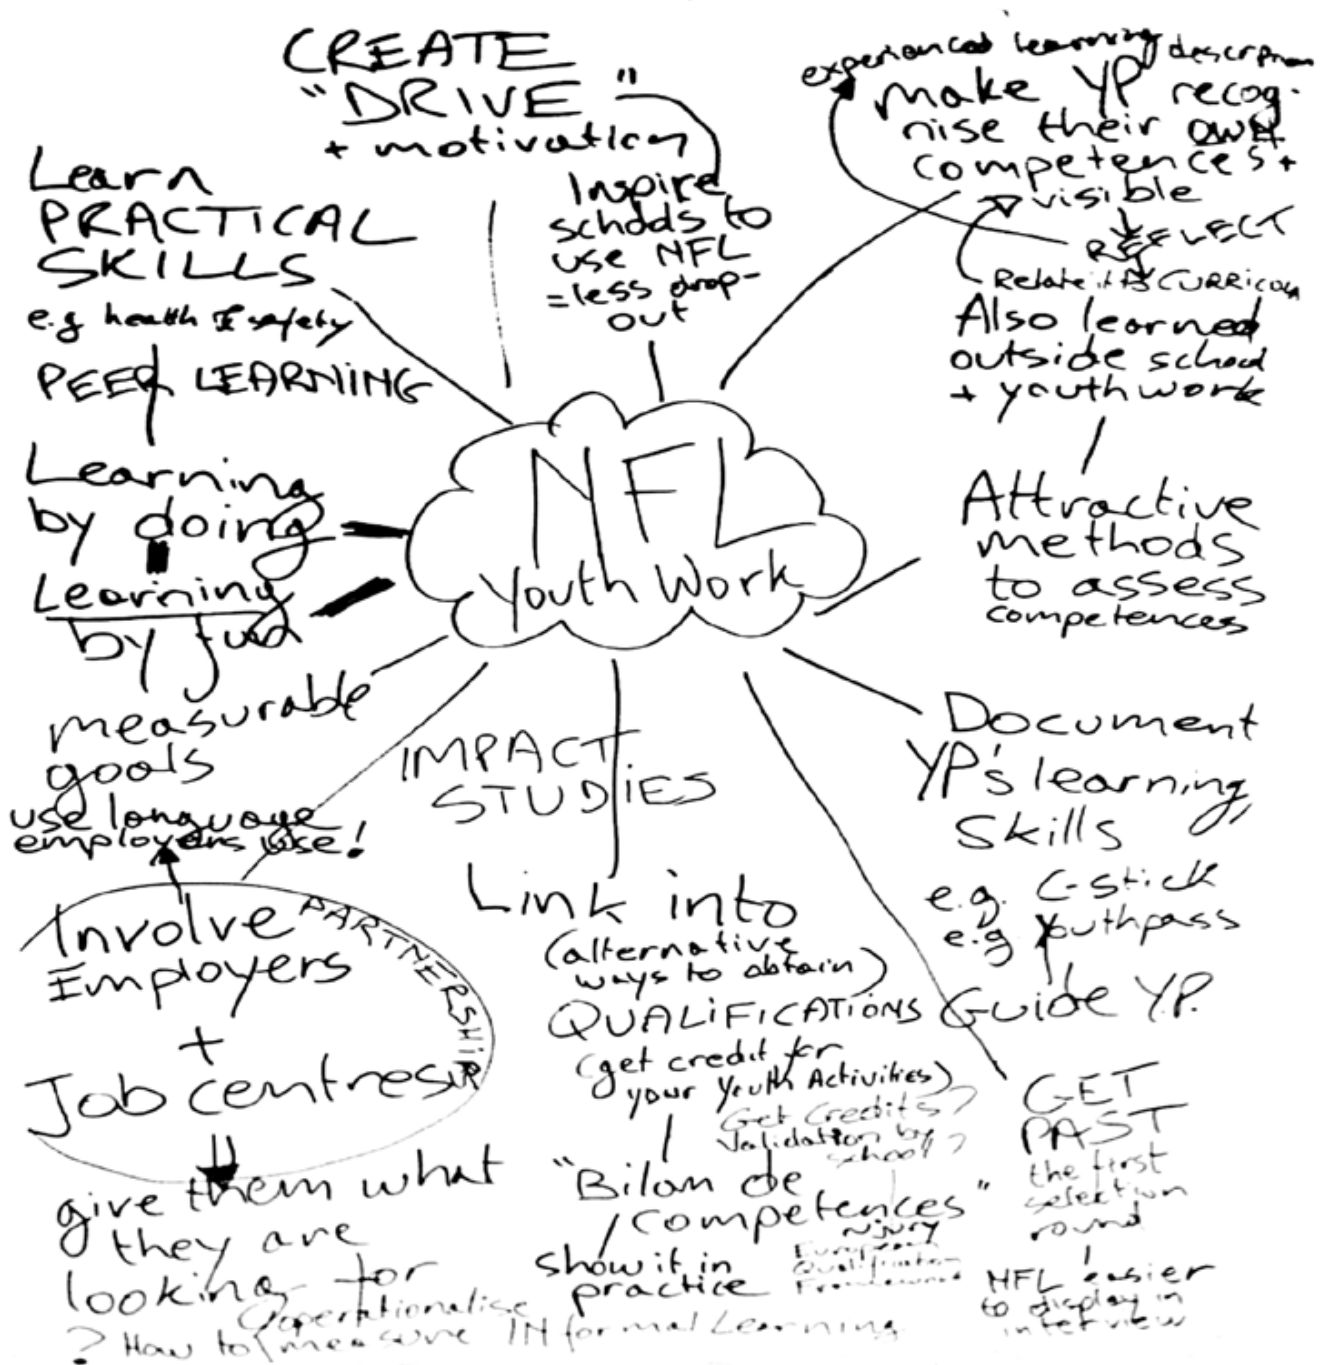 CREATE
"DRIVE"
+ motivation
Inspire
schools to
use NFL
=less drop-
out
experienced learning description
make YP recog-
nise their own
competences +
visible
REFLECT
Relate it to CURRICULA
Also learned
outside school
+ youthwork
Attractive
methods
to assess
competences
Learn
PRACTICAL
SKILLS
e.g health & safety
PEER LEARNING
Learning
by doing
Learning
by fun
NFL
Youth Work
measurable
goals
use language
employers use!
IMPACT
STUDIES
Document
YP's learning,
Skills
e.g. C-stick
e.g Youthpass
Guide Y.P.
Involve
Employers
+
Jobcentres
PARTNERSHIP
give them what
they are
looking for
Link into
(alternative
ways to obtain)
QUALiFiCATiONS
(get credit for
your Youth Activities)
Get Credits?
Validation by
school?
"Bilan de
Competences"
show it in
practice
European
Qualification
Framework
GET
PAST
the first
selection
round
NFL easier
to display in
interview
operationalise
? How to measure INformal Learning